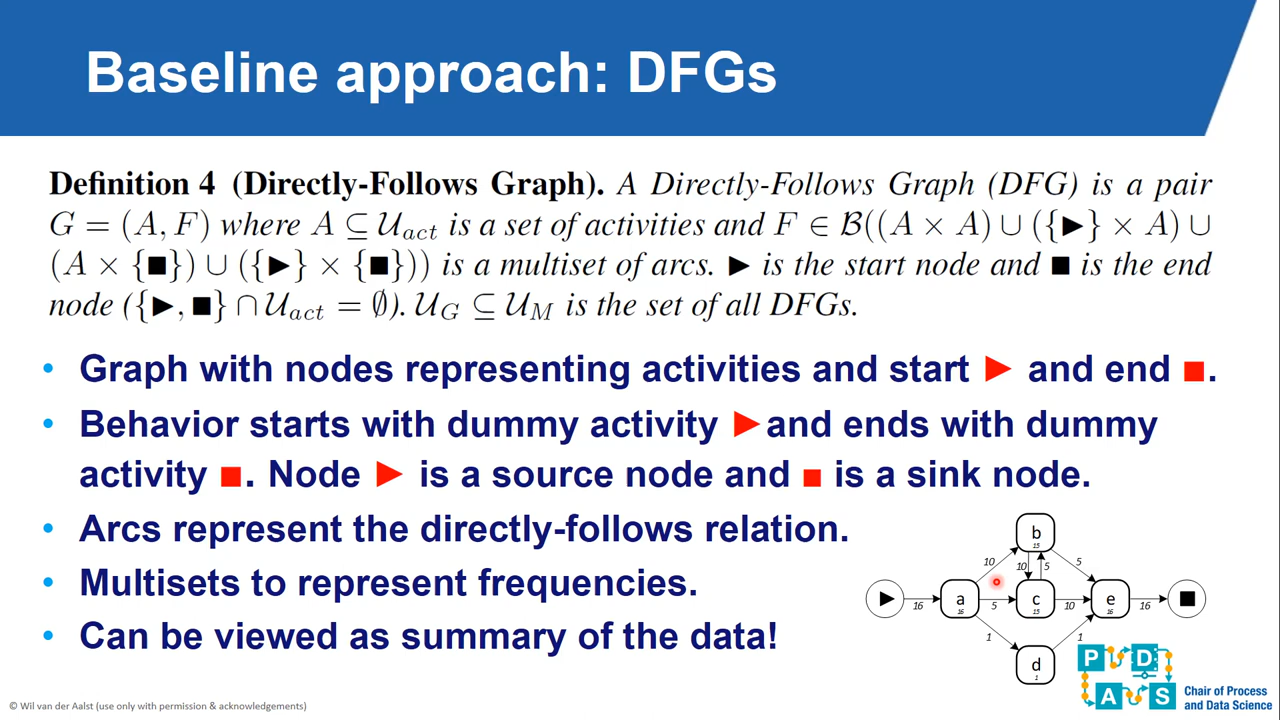 Baseline approach: DFGs
Definition 4 (Directly-Follows Graph). A Directly-Follows Graph (DFG) is a pair
G = (A, F) where A ⊆ 𝒰act is a set of activities and F ∈ ℬ((A × A) ∪ ({▶} × A) ∪
(A × {■}) ∪ ({▶} × {■})) is a multiset of arcs. ▶ is the start node and ■ is the end
node ({▶, ■} ∩ 𝒰act = ∅). 𝒰G ⊆ 𝒰M is the set of all DFGs.
• Graph with nodes representing activities and start ▶ and end ■.
• Behavior starts with dummy activity ▶and ends with dummy
activity ■. Node ▶ is a source node and ■ is a sink node.
• Arcs represent the directly-follows relation.
• Multisets to represent frequencies.
• Can be viewed as summary of the data!
b
15
10
10
5
5
▶
16
a
16
5
c
15
10
e
16
16
■
1
1
d
1
P D
A S
Chair of Process
and Data Science
© Wil van der Aalst (use only with permission & acknowledgements)